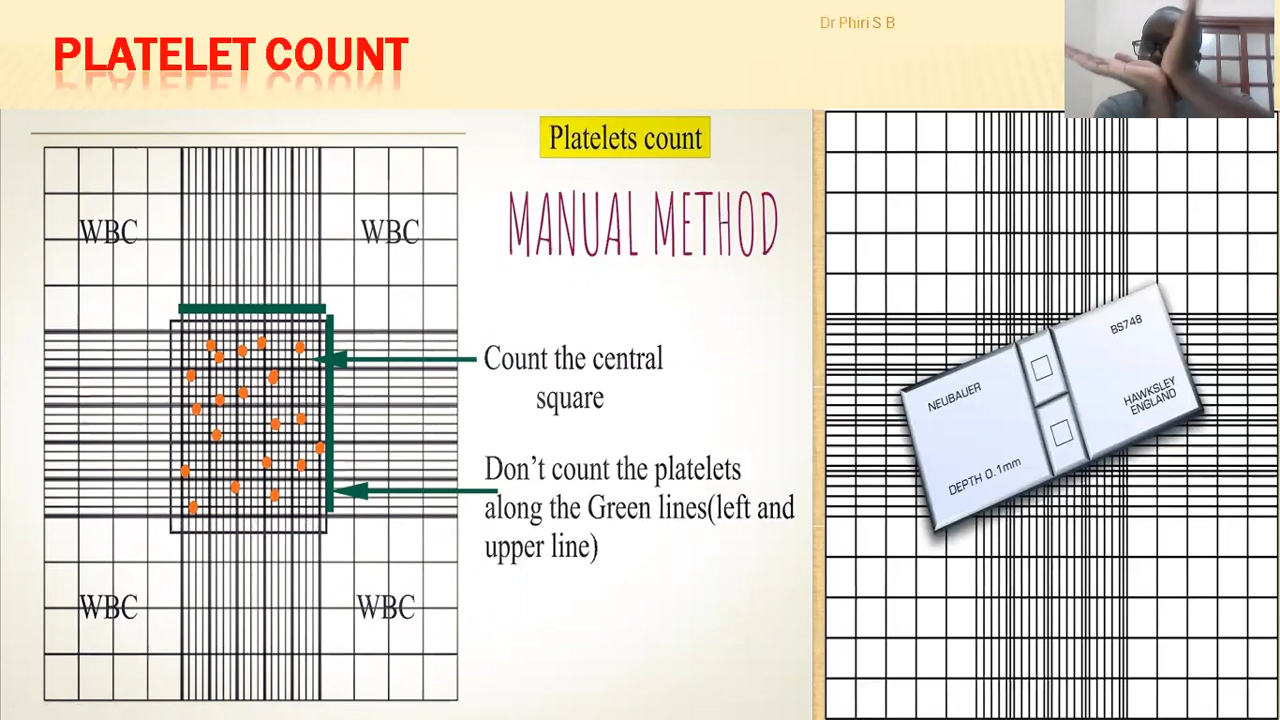 Dr Phiri S B
PLATELET COUNT
Platelets count
MANUAL METHOD
WBC
WBC
Count the central
square
Don't count the platelets
along the Green lines(left and
upper line)
WBC
WBC
BS748
NEUBAUER
HAWKSLEY
ENGLAND
DEPTH 0.1mm